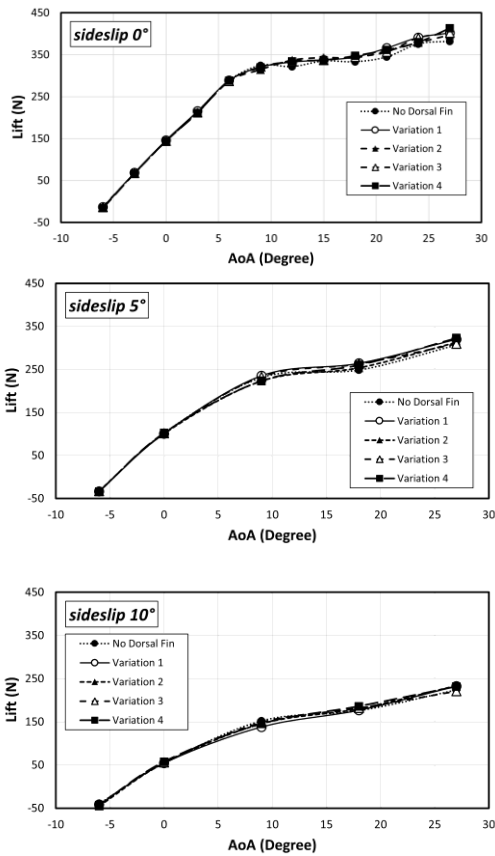 sideslip 0°
450
350
250
150
50
-50
Lift (N)
No Dorsal Fin
Variation 1
Variation 2
Variation 3
Variation 4
-10 -5 0 5 10 15 20 25 30
AoA (Degree)
sideslip 5°
450
350
250
150
50
-50
Lift (N)
No Dorsal Fin
Variation 1
Variation 2
Variation 3
Variation 4
-10 -5 0 5 10 15 20 25 30
AoA (Degree)
sideslip 10°
450
350
250
150
50
-50
Lift (N)
No Dorsal Fin
Variation 1
Variation 2
Variation 3
Variation 4
-10 -5 0 5 10 15 20 25 30
AoA (Degree)